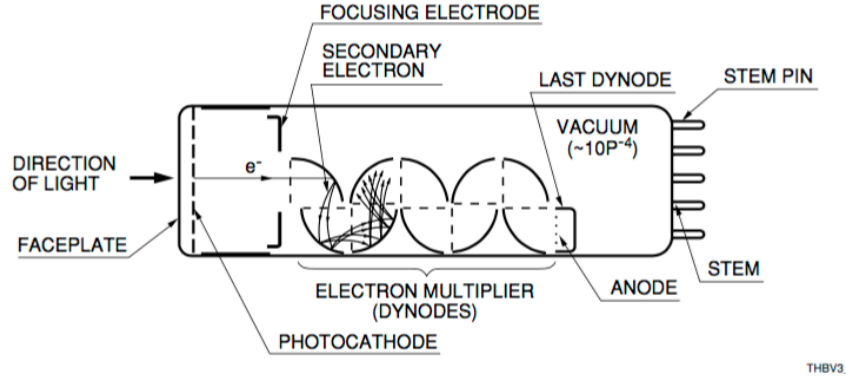 FOCUSING ELECTRODE
SECONDARY
ELECTRON
LAST DYNODE
STEM PIN
VACUUM
(~10P⁻⁴)
DIRECTION
OF LIGHT
e⁻
FACEPLATE
STEM
ANODE
ELECTRON MULTIPLIER
(DYNODES)
PHOTOCATHODE
THBV3_